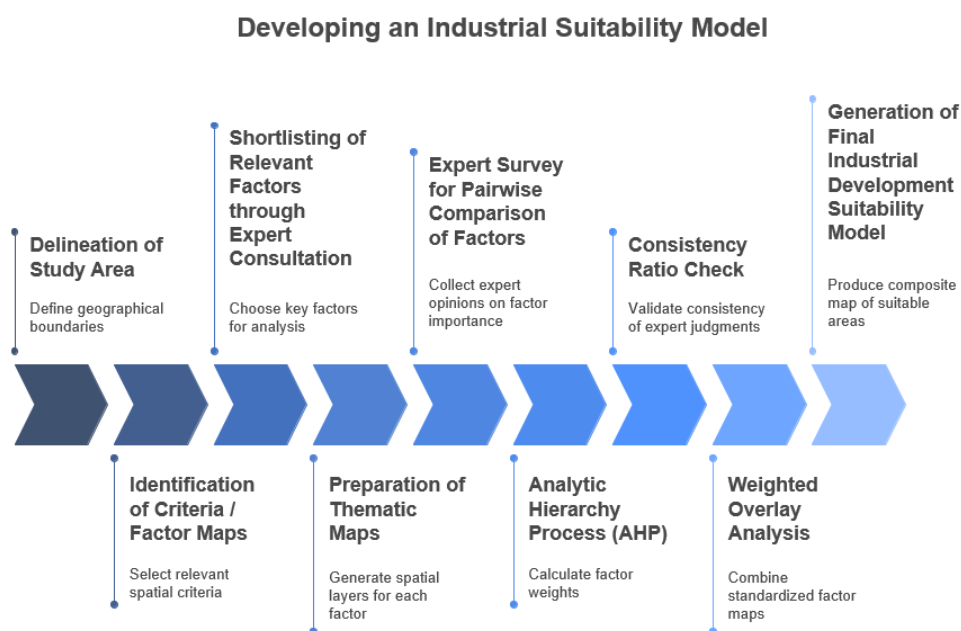 Developing an Industrial Suitability Model
Delineation of
Study Area
Define geographical
boundaries
Identification
of Criteria /
Factor Maps
Select relevant
spatial criteria
Shortlisting of
Relevant
Factors
through
Expert
Consultation
Choose key factors
for analysis
Preparation of
Thematic
Maps
Generate spatial
layers for each
factor
Expert Survey
for Pairwise
Comparison
of Factors
Collect expert
opinions on factor
importance
Analytic
Hierarchy
Process (AHP)
Calculate factor
weights
Consistency
Ratio Check
Validate consistency
of expert judgments
Weighted
Overlay
Analysis
Combine
standardized factor
maps
Generation of
Final
Industrial
Development
Suitability
Model
Produce composite
map of suitable
areas